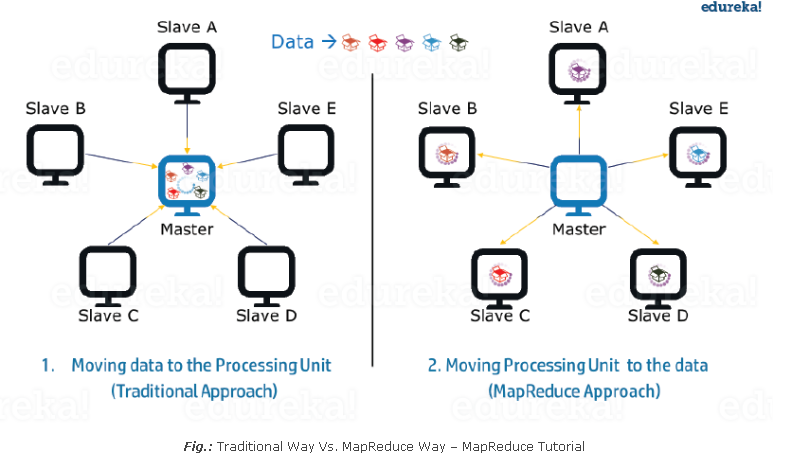 edureka!
Slave A
Data →
Slave B
Slave E
Master
Slave C
Slave D
1. Moving data to the Processing Unit
(Traditional Approach)
Slave A
Slave B
Slave E
Master
Slave C
Slave D
2. Moving Processing Unit to the data
(MapReduce Approach)
Fig.: Traditional Way Vs. MapReduce Way – MapReduce Tutorial